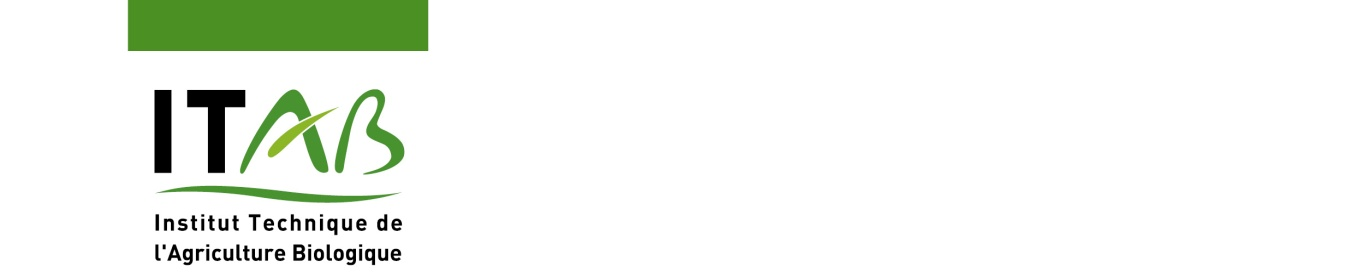 ITAB
Institut Technique de
l'Agriculture Biologique